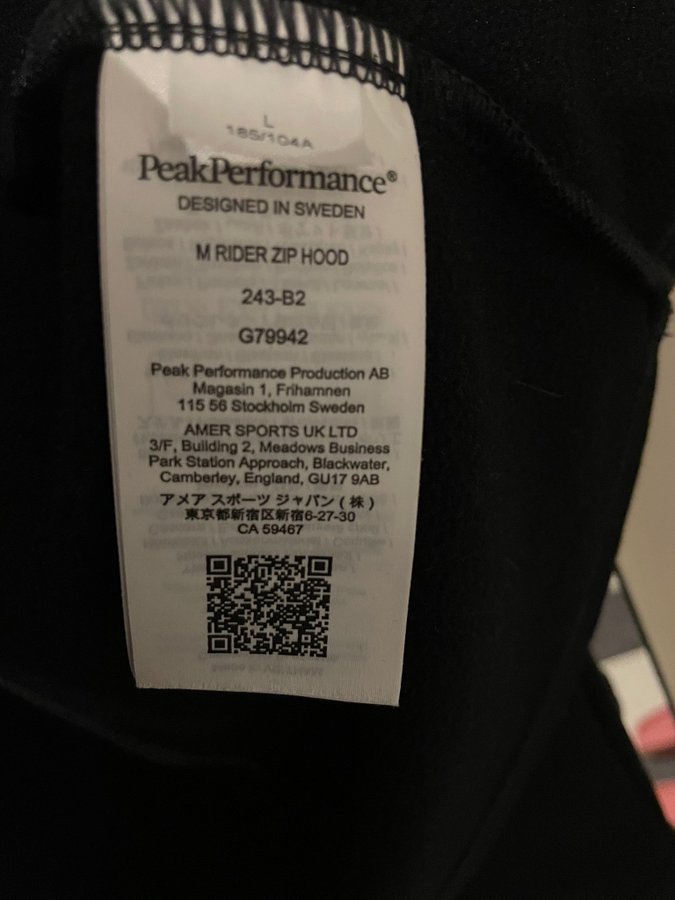 L
185/104A
PeakPerformance®
DESIGNED IN SWEDEN
M RIDER ZIP HOOD
243-B2
G79942
Peak Performance Production AB
Magasin 1, Frihamnen
115 56 Stockholm Sweden
AMER SPORTS UK LTD
3/F, Building 2, Meadows Business
Park Station Approach, Blackwater,
Camberley, England, GU17 9AB
アメア スポーツ ジャパン ( 株 )
東京都新宿区新宿6-27-30
CA 59467